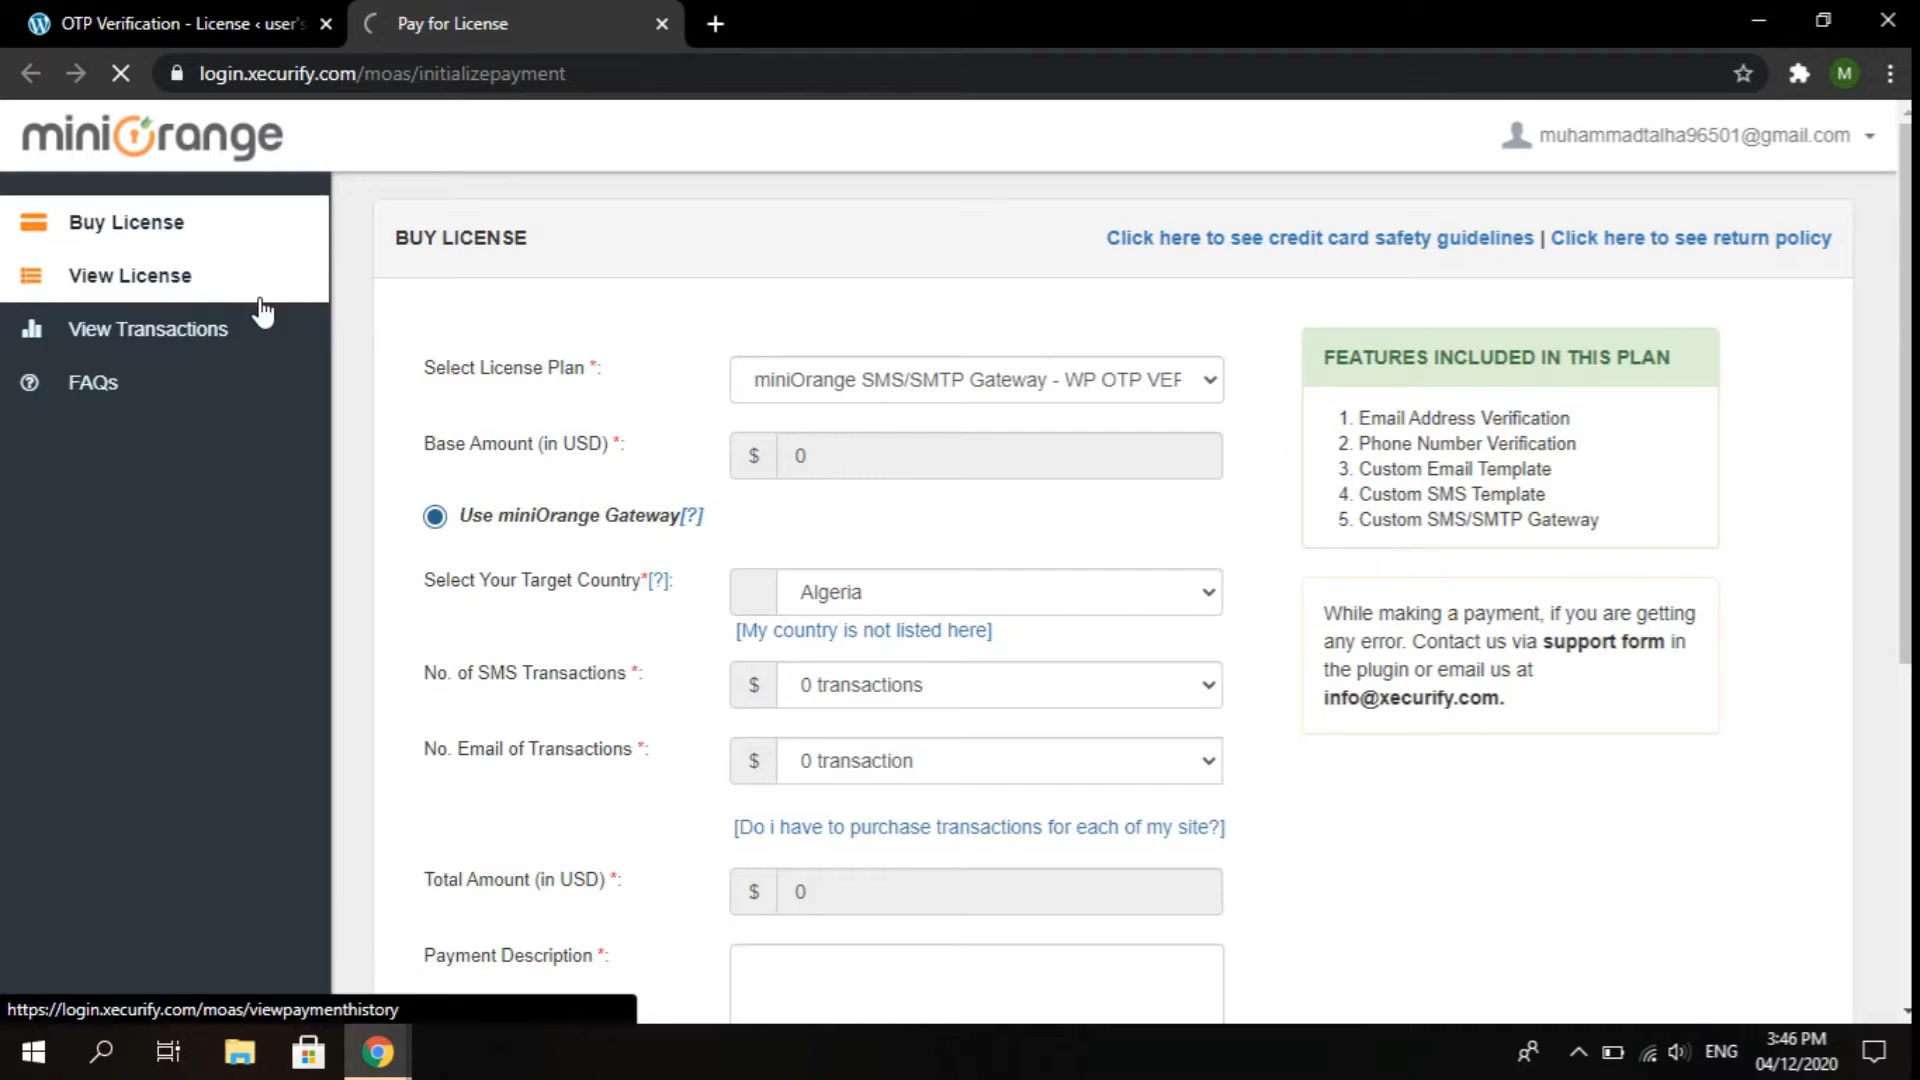 OTP Verification - License ‹ user's
Pay for License
login.xecurify.com/moas/initializepayment
M
miniOrange
muhammadtalha96501@gmail.com
Buy License
View License
View Transactions
FAQs
BUY LICENSE
Click here to see credit card safety guidelines | Click here to see return policy
Select License Plan *:
miniOrange SMS/SMTP Gateway - WP OTP VER
Base Amount (in USD) *:
$ 0
Use miniOrange Gateway[?]
Select Your Target Country*[?]:
Algeria
[My country is not listed here]
No. of SMS Transactions *:
$ 0 transactions
No. Email of Transactions *:
$ 0 transaction
[Do i have to purchase transactions for each of my site?]
Total Amount (in USD) *:
$ 0
Payment Description *:
FEATURES INCLUDED IN THIS PLAN
1. Email Address Verification
2. Phone Number Verification
3. Custom Email Template
4. Custom SMS Template
5. Custom SMS/SMTP Gateway
While making a payment, if you are getting
any error. Contact us via support form in
the plugin or email us at
info@xecurify.com.
https://login.xecurify.com/moas/viewpaymenthistory
ENG
3:46 PM
04/12/2020